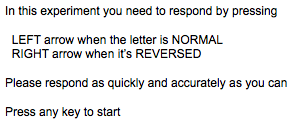 In this experiment you need to respond by pressing
LEFT arrow when the letter is NORMAL
RIGHT arrow when it's REVERSED
Please respond as quickly and accurately as you can
Press any key to start